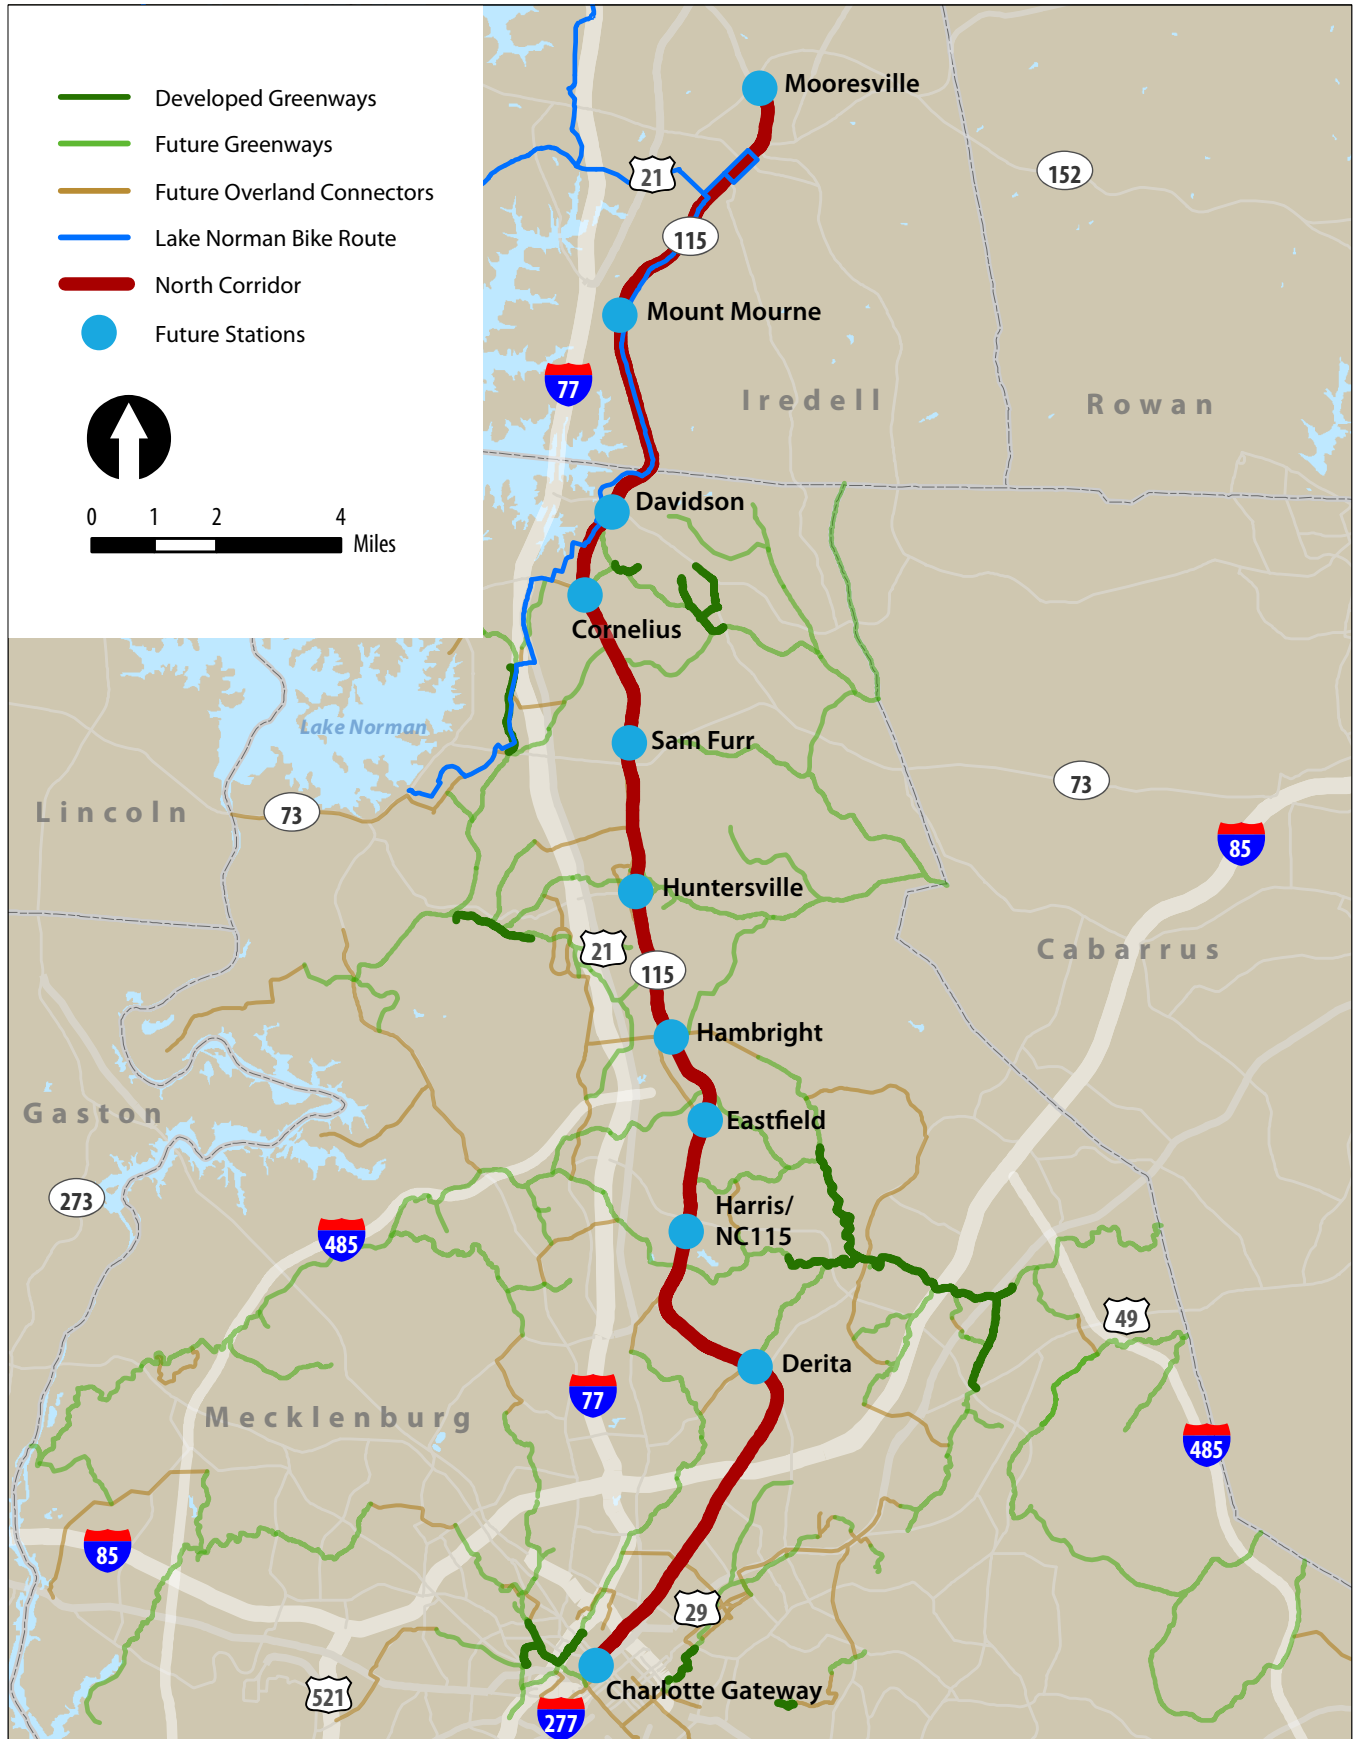 Developed Greenways
Future Greenways
Future Overland Connectors
Lake Norman Bike Route
North Corridor
Future Stations
0 1 2 4
Miles
Mooresville
21
152
115
Mount Mourne
77
Iredell
Rowan
Davidson
Cornelius
Lake Norman
Sam Furr
73
Lincoln
73
85
Huntersville
21
115
Cabarrus
Hambright
Gaston
Eastfield
273
Harris/
NC115
485
49
Derita
77
Mecklenburg
485
85
29
521
Charlotte Gateway
277